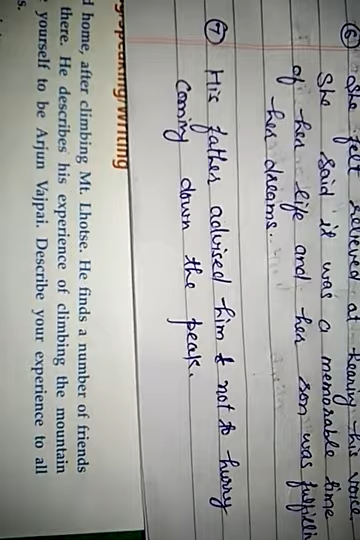 ⑥ She felt relieved at hearing his voice.
She said it was a memorable time
of her life and her son was fulfillin
her dreams.
⑦ His father advised him & not to hurry
coming down the peak.
g/Speaking/Writing
d home, after climbing Mt. Lhotse. He finds a number of friends
there. He describes his experience of climbing the mountain
yourself to be Arjun Vajpai. Describe your experience to all
s.